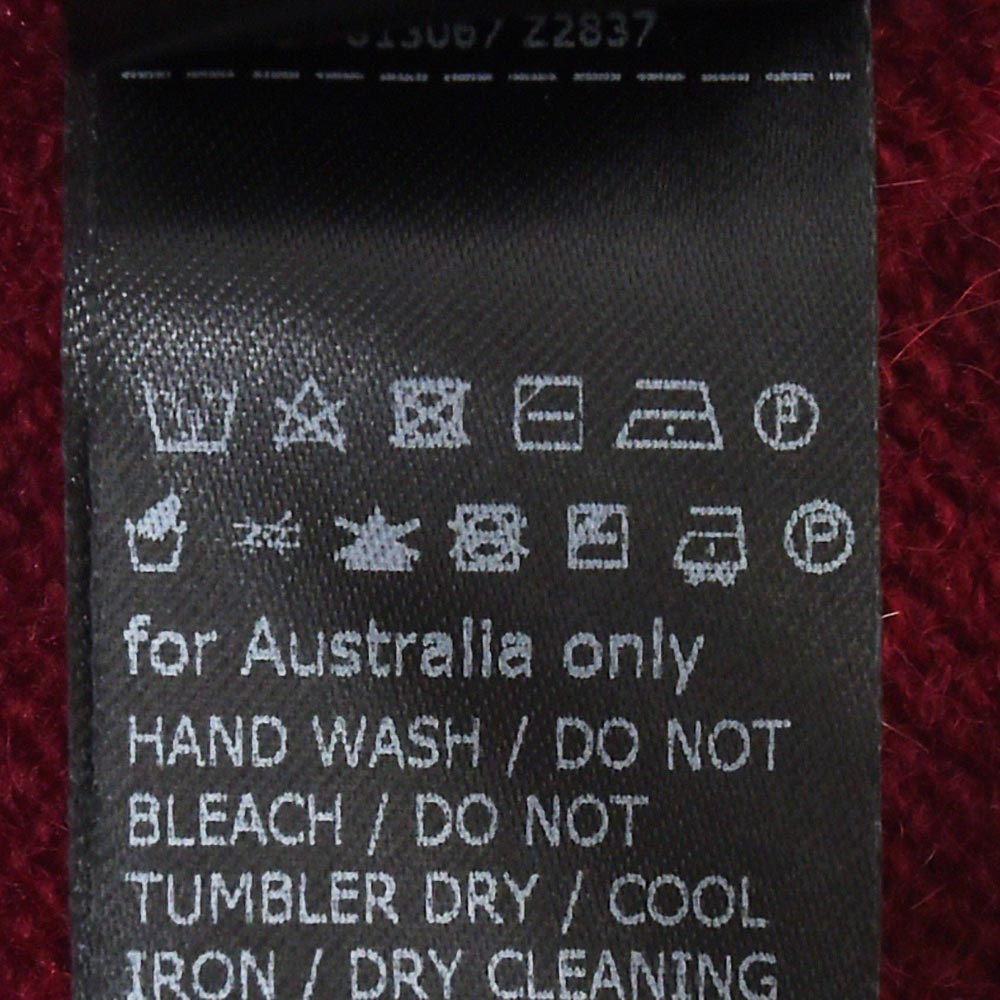 Z2837
for Australia only
HAND WASH / DO NOT
BLEACH / DO NOT
TUMBLER DRY / COOL
IRON / DRY CLEANING